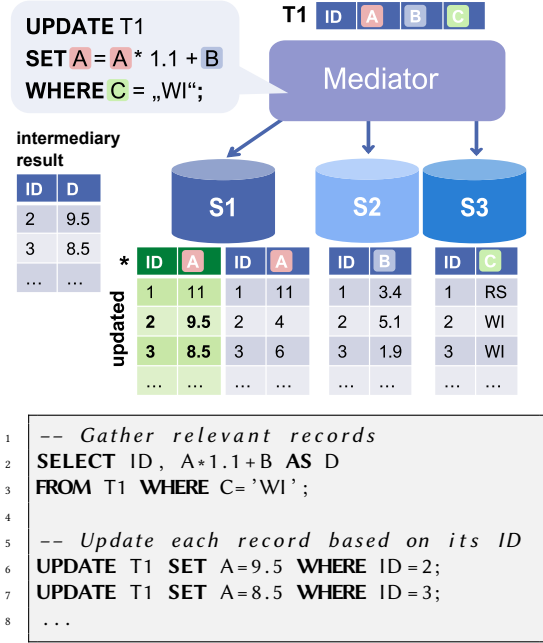 UPDATE T1
SET A = A * 1.1 + B
WHERE C = „WI“;
T1 ID A B C
Mediator
intermediary
result
ID D
2 9.5
3 8.5
... ...
S1
S2
S3
updated
* ID A
1 11
2 9.5
3 8.5
... ...
ID A
1 11
2 4
3 6
... ...
ID B
1 3.4
2 5.1
3 1.9
... ...
ID C
1 RS
2 WI
3 WI
... ...
1 -- Gather relevant records
2 SELECT ID, A*1.1+B AS D
3 FROM T1 WHERE C='WI';
4
5 -- Update each record based on its ID
6 UPDATE T1 SET A=9.5 WHERE ID=2;
7 UPDATE T1 SET A=8.5 WHERE ID=3;
8 ...